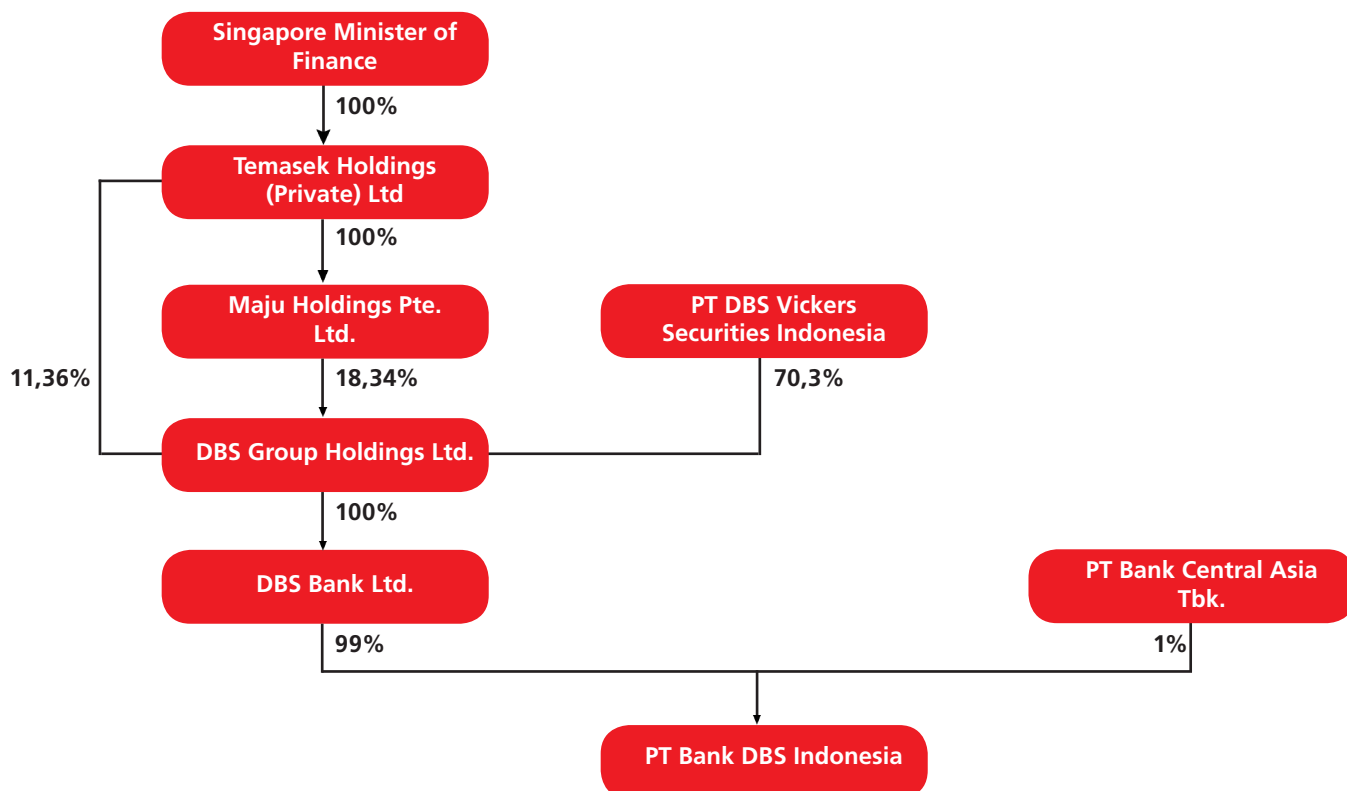 Singapore Minister of
Finance
100%
Temasek Holdings
(Private) Ltd
100%
Maju Holdings Pte.
Ltd.
PT DBS Vickers
Securities Indonesia
11,36%
18,34%
70,3%
DBS Group Holdings Ltd.
100%
DBS Bank Ltd.
PT Bank Central Asia
Tbk.
99%
1%
PT Bank DBS Indonesia